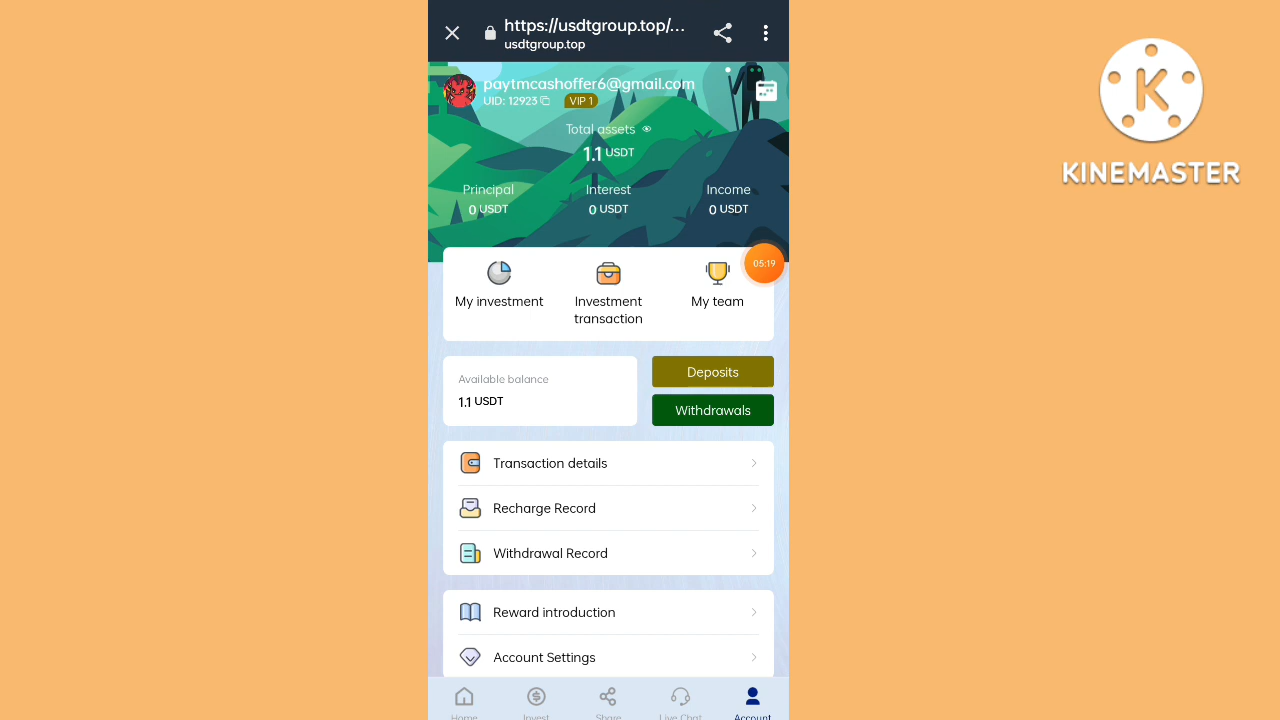 https://usdtgroup.top/...
usdtgroup.top
paytmcashoffer6@gmail.com
UID: 12923
VIP 1
Total assets
1.1 USDT
Principal
Interest
Income
0 USDT
0 USDT
0 USDT
05:19
My investment
Investment
transaction
My team
Available balance
1.1 USDT
Deposits
Withdrawals
Transaction details
Recharge Record
Withdrawal Record
Reward introduction
Account Settings
Home
Invest
Share
Live Chat
Account
K
KINEMASTER